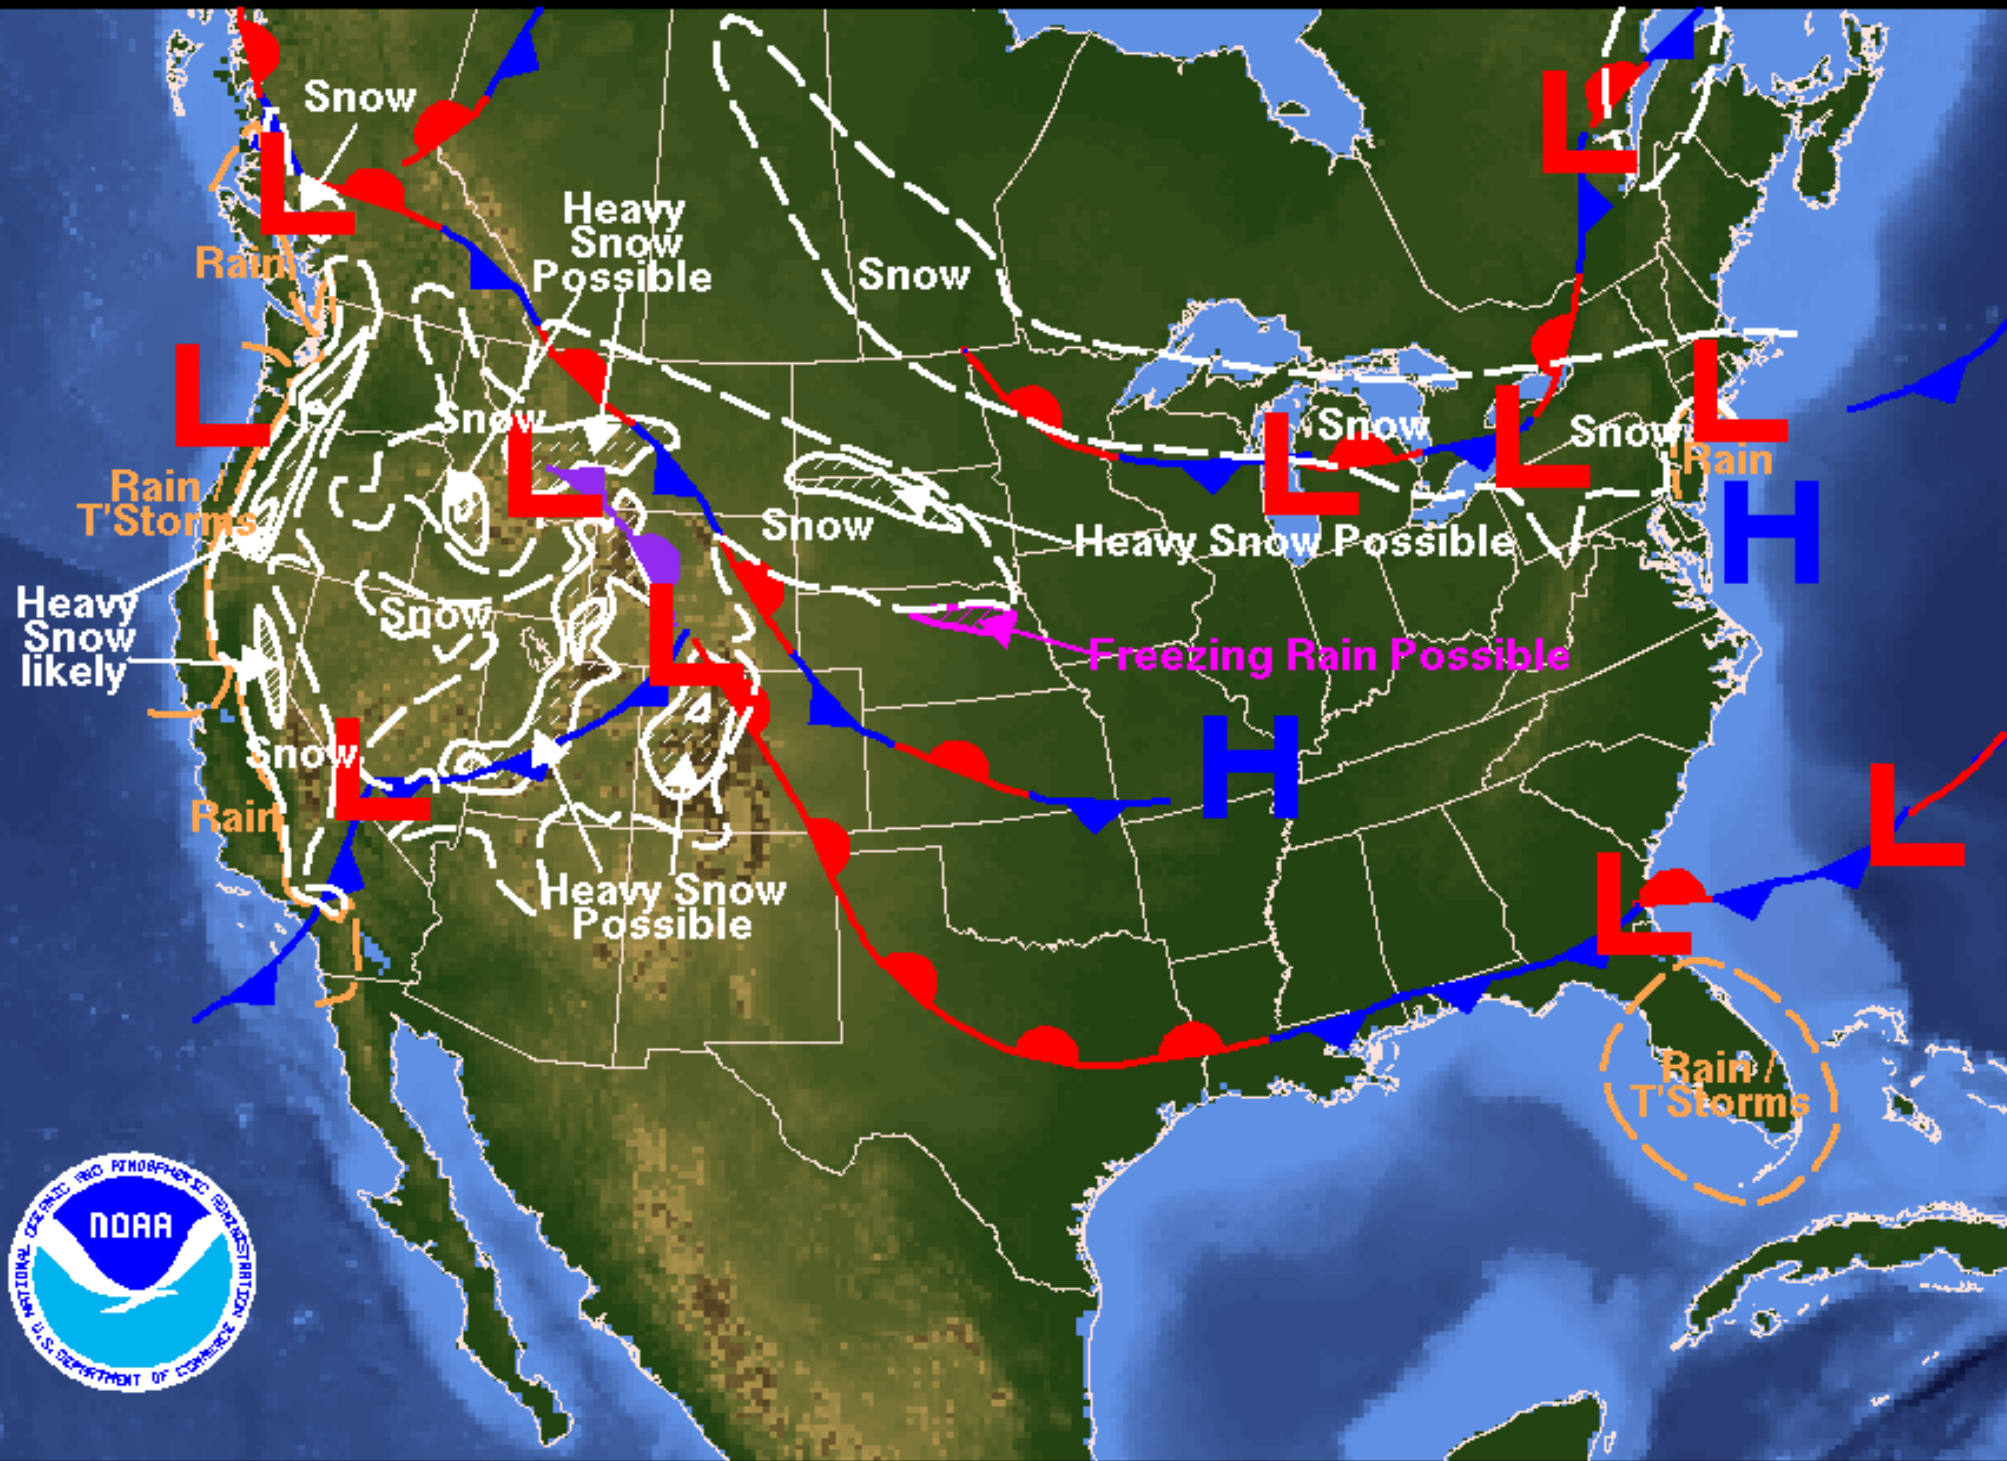 Snow
Heavy
Snow
Possible
Rain
Snow
Snow
Snow
Snow
Rain
Rain /
T'Storms
Snow
Heavy Snow Possible
Heavy
Snow
likely
Snow
Freezing Rain Possible
Snow
Rain
Heavy Snow
Possible
Rain /
T'Storms
L
L
L
L
L
L
L
L
L
L
L
H
H
NATIONAL OCEANIC AND ATMOSPHERIC ADMINISTRATION
NOAA
U.S. DEPARTMENT OF COMMERCE